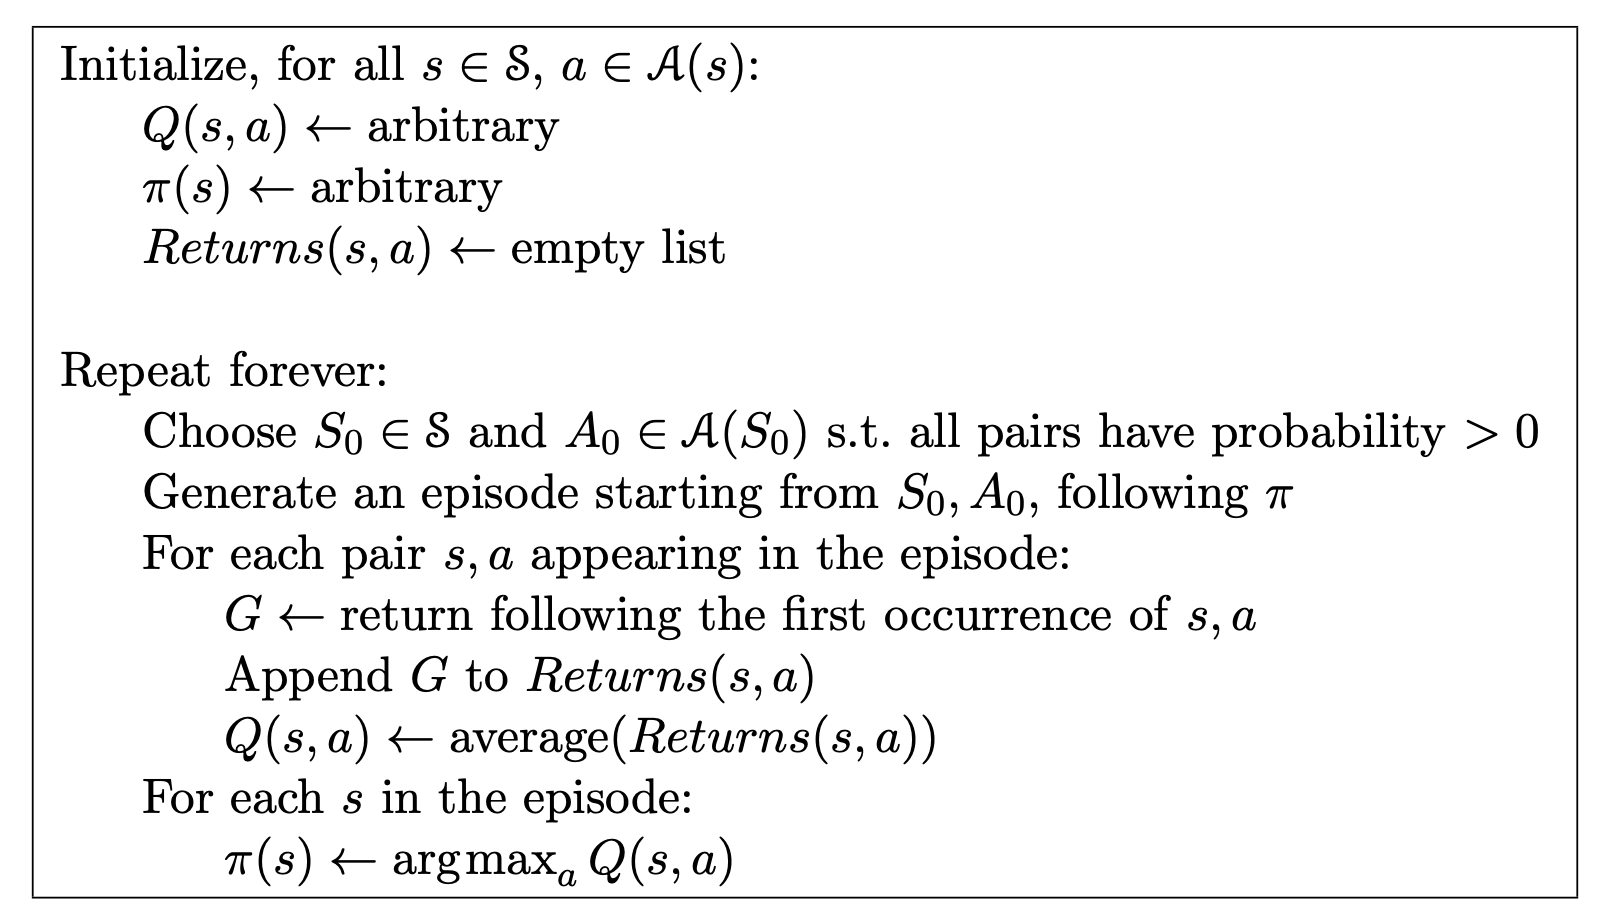 Initialize, for all s ∈ 𝒮, a ∈ 𝒜(s):
Q(s, a) ← arbitrary
π(s) ← arbitrary
Returns(s, a) ← empty list
Repeat forever:
Choose S₀ ∈ 𝒮 and A₀ ∈ 𝒜(S₀) s.t. all pairs have probability > 0
Generate an episode starting from S₀, A₀, following π
For each pair s, a appearing in the episode:
G ← return following the first occurrence of s, a
Append G to Returns(s, a)
Q(s, a) ← average(Returns(s, a))
For each s in the episode:
π(s) ← argmaxₐ Q(s, a)